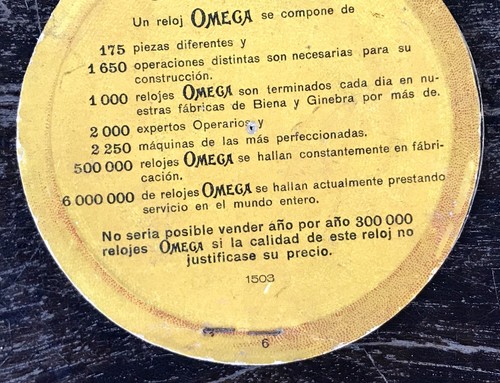 Un reloj OMEGA se compone de
175 piezas diferentes y
1 650 operaciones distintas son necesarias para su
construcción.
1 000 relojes OMEGA son terminados cada dia en nu-
estras fábricas de Biena y Ginebra por más de.
2 000 expertos Operarios y
2 250 máquinas de las más perfeccionadas.
500 000 relojes OMEGA se hallan constantemente en fábri-
cación.
6 000 000 de relojes OMEGA se hallan actualmente prestando
servicio en el mundo entero.
No seria posible vender año por año 300 000
relojes OMEGA si la calidad de este reloj no
justificase su precio.
1503
6